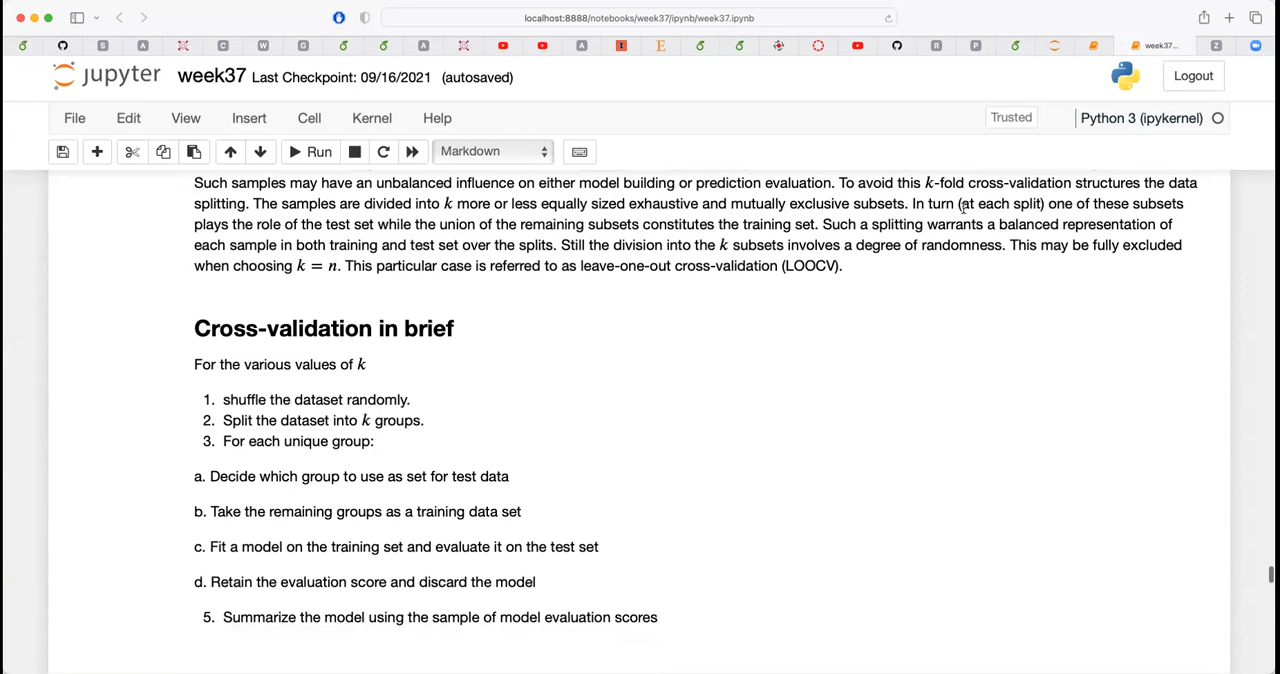 localhost:8888/notebooks/week37/ipynb/week37.ipynb
S A C W G A A I E R P week37... Z
jupyter week37 Last Checkpoint: 09/16/2021 (autosaved)
Logout
File Edit View Insert Cell Kernel Help
Trusted Python 3 (ipykernel)
Run Markdown
Such samples may have an unbalanced influence on either model building or prediction evaluation. To avoid this k-fold cross-validation structures the data
splitting. The samples are divided into k more or less equally sized exhaustive and mutually exclusive subsets. In turn (at each split) one of these subsets
plays the role of the test set while the union of the remaining subsets constitutes the training set. Such a splitting warrants a balanced representation of
each sample in both training and test set over the splits. Still the division into the k subsets involves a degree of randomness. This may be fully excluded
when choosing k = n. This particular case is referred to as leave-one-out cross-validation (LOOCV).
Cross-validation in brief
For the various values of k
1. shuffle the dataset randomly.
2. Split the dataset into k groups.
3. For each unique group:
a. Decide which group to use as set for test data
b. Take the remaining groups as a training data set
c. Fit a model on the training set and evaluate it on the test set
d. Retain the evaluation score and discard the model
5. Summarize the model using the sample of model evaluation scores